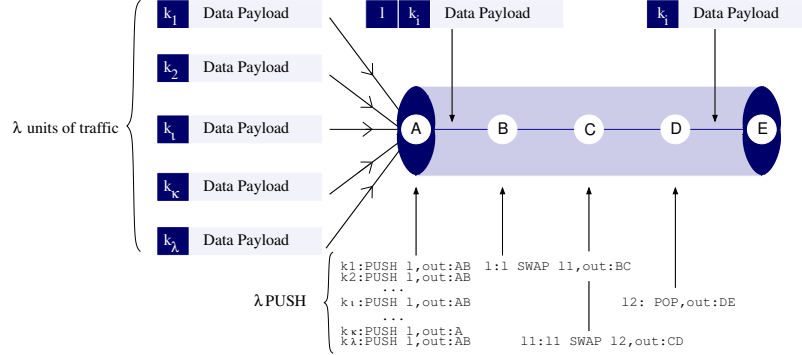 k1 Data Payload
l ki Data Payload
ki Data Payload
k2 Data Payload
λ units of traffic
kι Data Payload
A B C D E
kκ Data Payload
kλ Data Payload
k1:PUSH l,out:AB
l:l SWAP l1,out:BC
k2:PUSH l,out:AB
...
λ PUSH
kι:PUSH l,out:AB
l2: POP,out:DE
...
kκ:PUSH l,out:A
kλ:PUSH l,out:AB
l1:l1 SWAP l2,out:CD